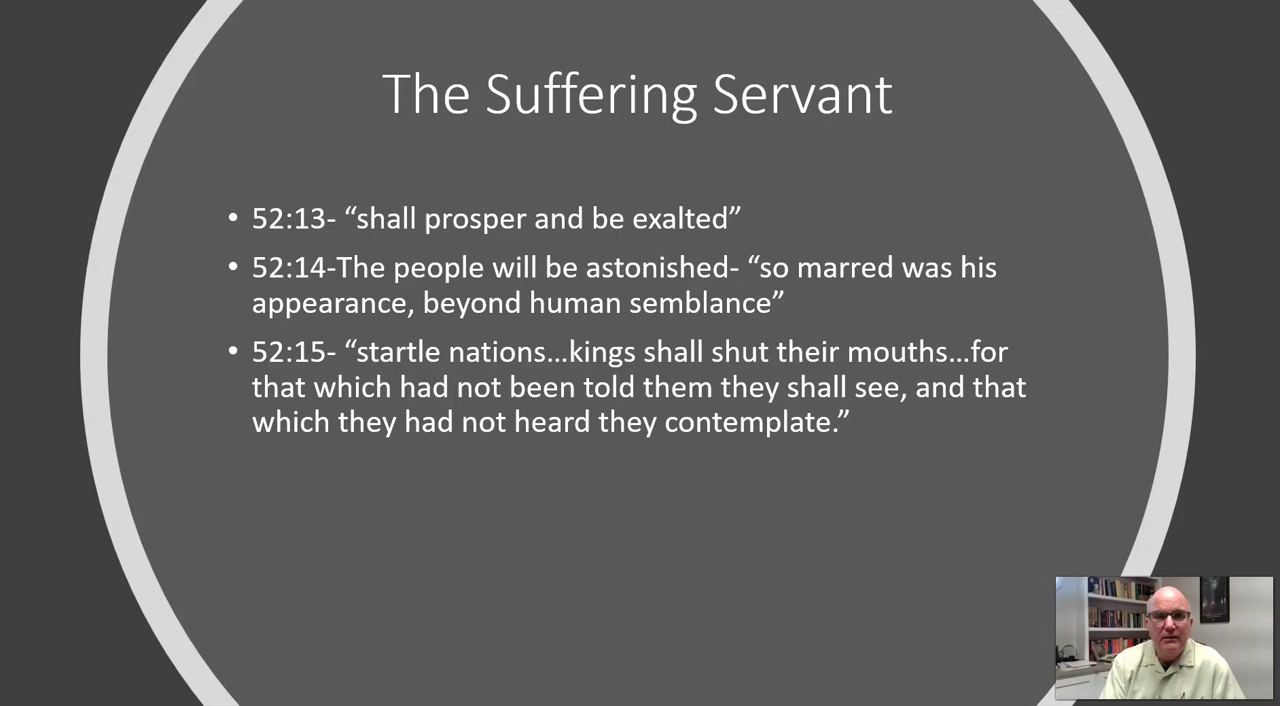 The Suffering Servant
• 52:13- “shall prosper and be exalted”
• 52:14-The people will be astonished- “so marred was his
appearance, beyond human semblance”
• 52:15- “startle nations…kings shall shut their mouths…for
that which had not been told them they shall see, and that
which they had not heard they contemplate.”